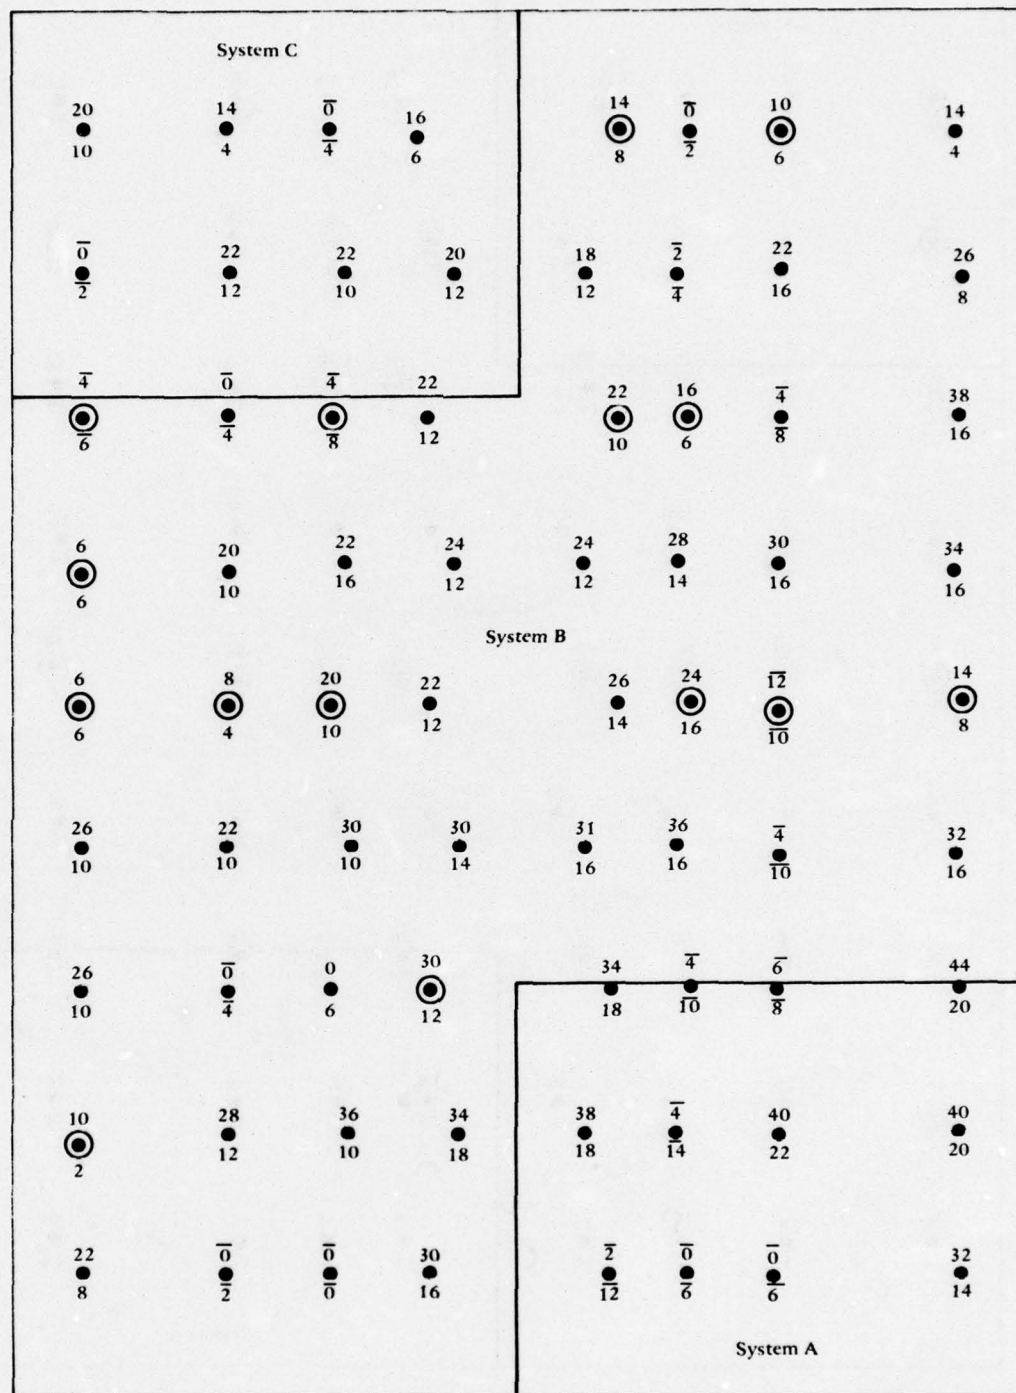 System C
20 14 0̅ 16 14 0̅ 10 14
10 4 4̅ 6 8 2̅ 6 4
0̅ 22 22 20 18 2̅ 22 26
2̅ 12 10 12 12 4̅ 16 8
4̅ 0̅ 4̅ 22 22 16 4̅ 38
6̅ 4̅ 8̅ 12 10 6 8̅ 16
6 20 22 24 24 28 30 34
6 10 16 12 12 14 16 16
System B
6 8 20 22 26 24 1̅2̅ 14
6 4 10 12 14 16 1̅0̅ 8
26 22 30 30 31 36 4̅ 32
10 10 10 14 16 16 1̅0̅ 16
26 0̅ 0 30 34 4̅ 6̅ 44
10 4̅ 6 12 18 1̅0̅ 8̅ 20
10 28 36 34 38 4̅ 40 40
2 12 10 18 18 1̅4̅ 22 20
22 0̅ 0̅ 30 2̅ 0̅ 0̅ 32
8 2̅ 0̅ 16 1̅2̅ 6̅ 6̅ 14
System A